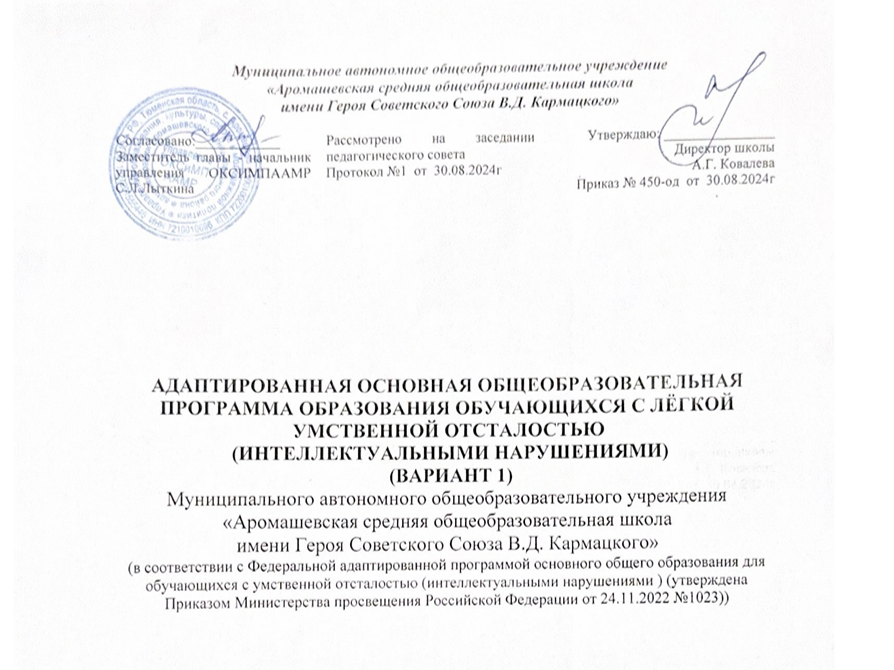 Муниципальное автономное общеобразовательное учреждение
«Аромашевская средняя общеобразовательная школа
имени Героя Советского Союза В.Д. Кармацкого»
Согласовано:
Заместитель главы, начальник
управления ОКСИМПААМР
С.Л.Лыткина
Рассмотрено на заседании
педагогического совета
Протокол №1 от 30.08.2024г
Утверждаю:
Директор школы
А.Г. Ковалева
Приказ № 450-од от 30.08.2024г
АДАПТИРОВАННАЯ ОСНОВНАЯ ОБЩЕОБРАЗОВАТЕЛЬНАЯ
ПРОГРАММА ОБРАЗОВАНИЯ ОБУЧАЮЩИХСЯ С ЛЁГКОЙ
УМСТВЕННОЙ ОТСТАЛОСТЬЮ
(ИНТЕЛЛЕКТУАЛЬНЫМИ НАРУШЕНИЯМИ)
(ВАРИАНТ 1)
Муниципального автономного общеобразовательного учреждения
«Аромашевская средняя общеобразовательная школа
имени Героя Советского Союза В.Д. Кармацкого»
(в соответствии с Федеральной адаптированной программой основного общего образования для
обучающихся с умственной отсталостью (интеллектуальными нарушениями ) (утверждена
Приказом Министерства просвещения Российской Федерации от 24.11.2022 №1023))